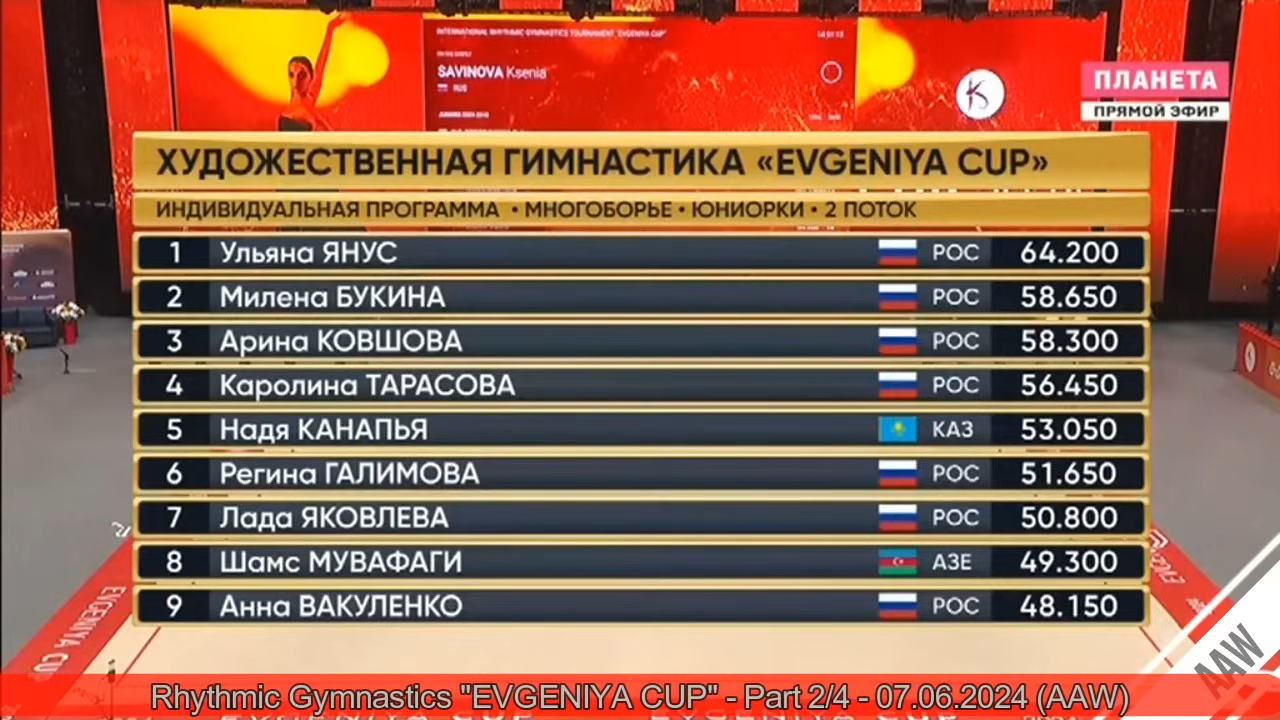 INTERNATIONAL RHYTHMIC GYMNASTICS TOURNAMENT "EVGENIYA CUP"
14:51:13
SAVINOVA Ksenia
RUS
ПЛАНЕТА
ПРЯМОЙ ЭФИР
ХУДОЖЕСТВЕННАЯ ГИМНАСТИКА «EVGENIYA CUP»
ИНДИВИДУАЛЬНАЯ ПРОГРАММА • МНОГОБОРЬЕ • ЮНИОРКИ • 2 ПОТОК
1 Ульяна ЯНУС РОС 64.200
2 Милена БУКИНА РОС 58.650
3 Арина КОВШОВА РОС 58.300
4 Каролина ТАРАСОВА РОС 56.450
5 Надя КАНАПЬЯ КАЗ 53.050
6 Регина ГАЛИМОВА РОС 51.650
7 Лада ЯКОВЛЕВА РОС 50.800
8 Шамс МУВАФАГИ АЗЕ 49.300
9 Анна ВАКУЛЕНКО РОС 48.150
EVGENIYA CUP
AAW
Rhythmic Gymnastics "EVGENIYA CUP" - Part 2/4 - 07.06.2024 (AAW)